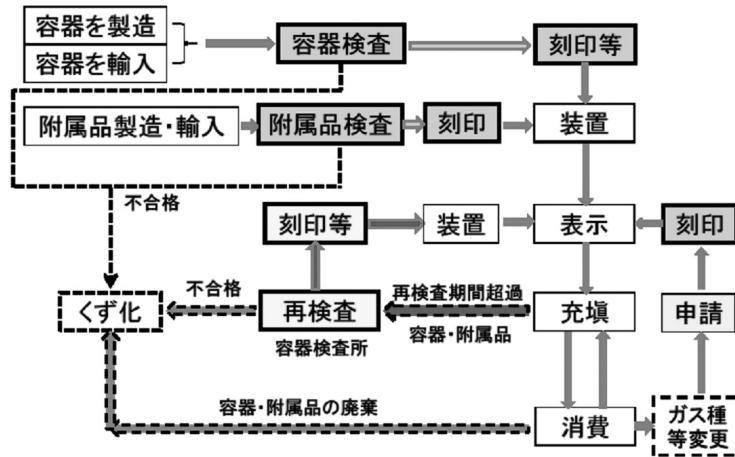 容器を製造
容器を輸入
容器検査
刻印等
附属品製造・輸入
附属品検査
刻印
装置
不合格
刻印等
装置
表示
刻印
くず化
不合格
再検査
容器検査所
再検査期間超過
容器・附属品
充填
申請
容器・附属品の廃棄
消費
ガス種
等変更